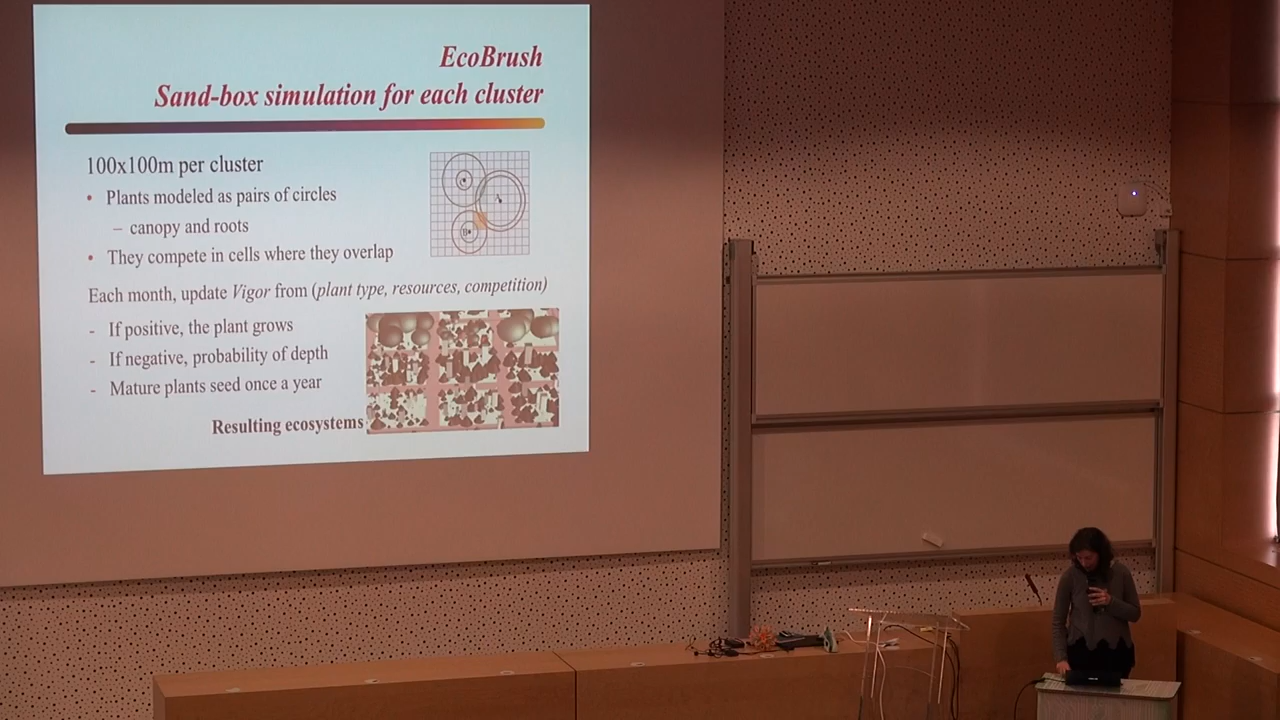 EcoBrush
Sand-box simulation for each cluster
100x100m per cluster
• Plants modeled as pairs of circles
– canopy and roots
• They compete in cells where they overlap
Each month, update Vigor from (plant type, resources, competition)
- If positive, the plant grows
- If negative, probability of depth
- Mature plants seed once a year
Resulting ecosystems